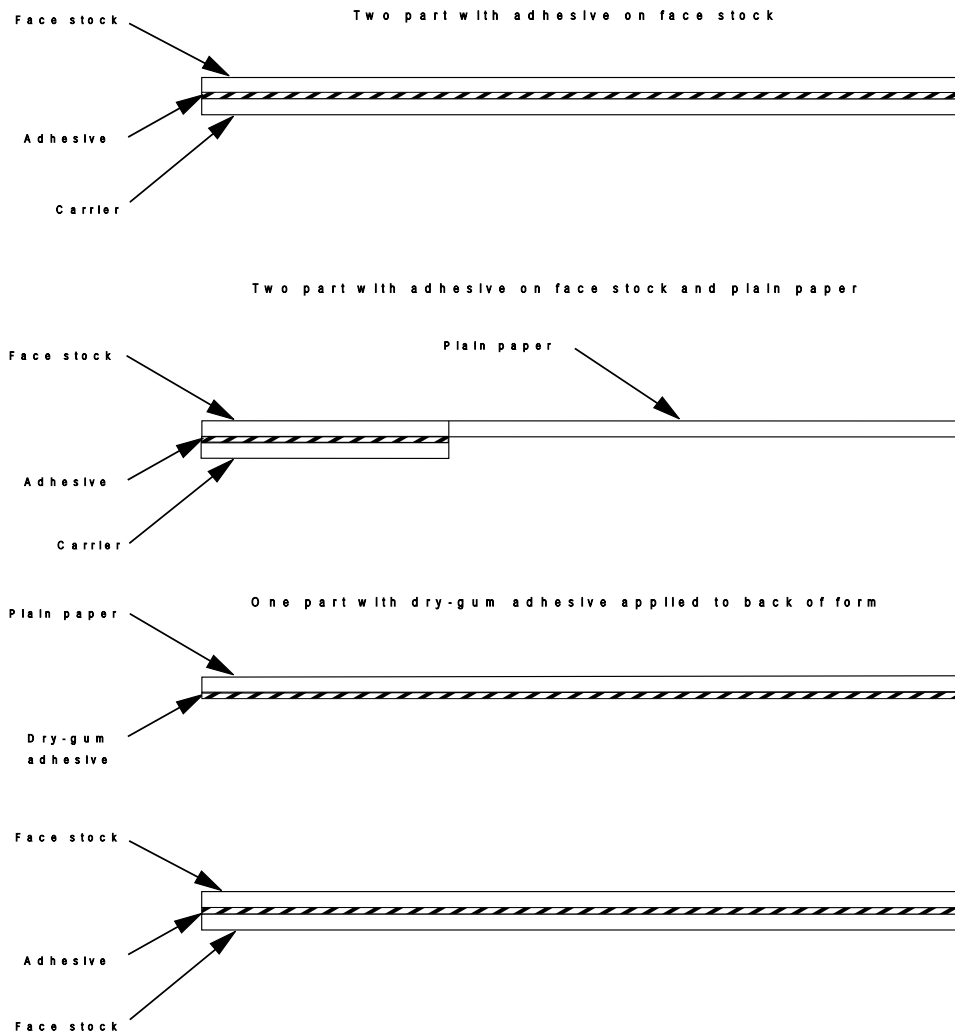 Two part with adhesive on face stock
Face stock
Adhesive
Carrier
Two part with adhesive on face stock and plain paper
Plain paper
Face stock
Adhesive
Carrier
One part with dry-gum adhesive applied to back of form
Plain paper
Dry-gum
adhesive
Face stock
Adhesive
Face stock